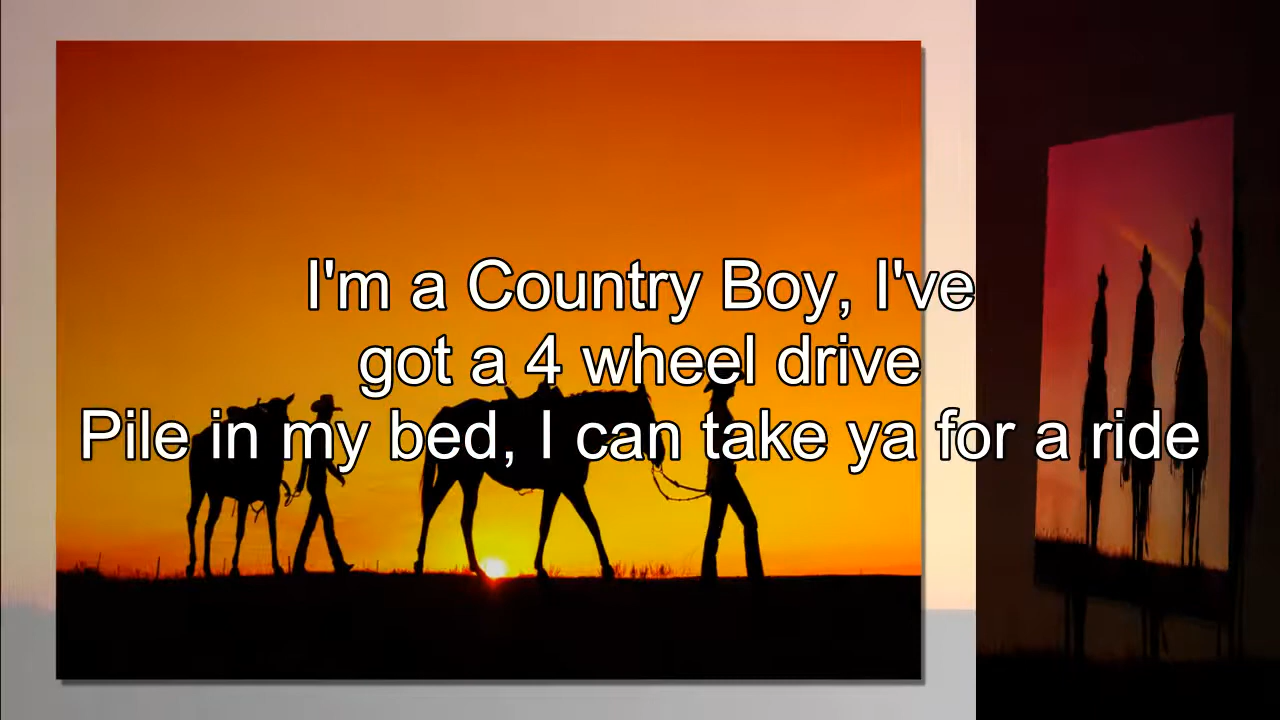 I'm a Country Boy, I've
got a 4 wheel drive
Pile in my bed, I can take ya for a ride